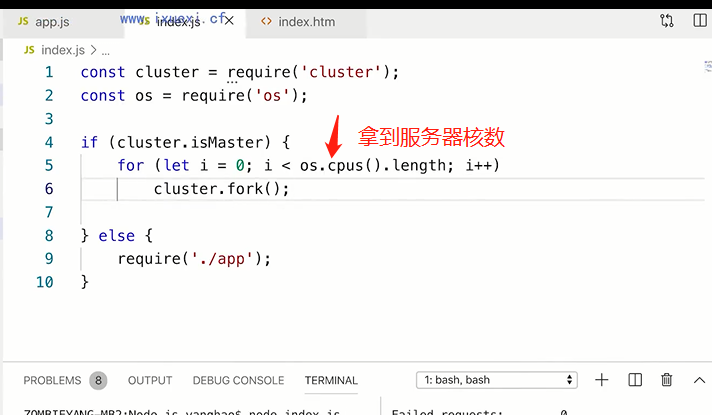 JS app.js
www.ixuexi.cf
JS index.js
<> index.htm
JS index.js > ...
1 const cluster = require('cluster');
2 const os = require('os');
3
4 if (cluster.isMaster) {
拿到服务器核数
5 for (let i = 0; i < os.cpus().length; i++)
6 cluster.fork();
7
8 } else {
9 require('./app');
10 }
PROBLEMS 8 OUTPUT DEBUG CONSOLE TERMINAL 1: bash, bash
ZOMBIEYANG-MB2:Node.js yanghao$ node index.js
Failed requests: 0